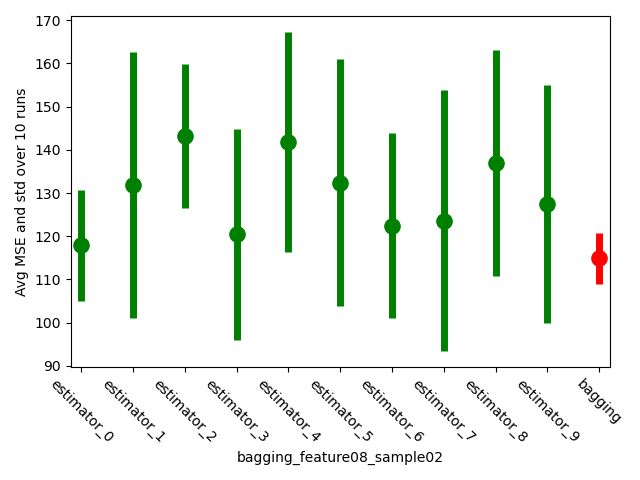 170
160
150
140
130
120
110
100
90
Avg MSE and std over 10 runs
estimator_0
estimator_1
estimator_2
estimator_3
estimator_4
estimator_5
estimator_6
estimator_7
estimator_8
estimator_9
bagging
bagging_feature08_sample02